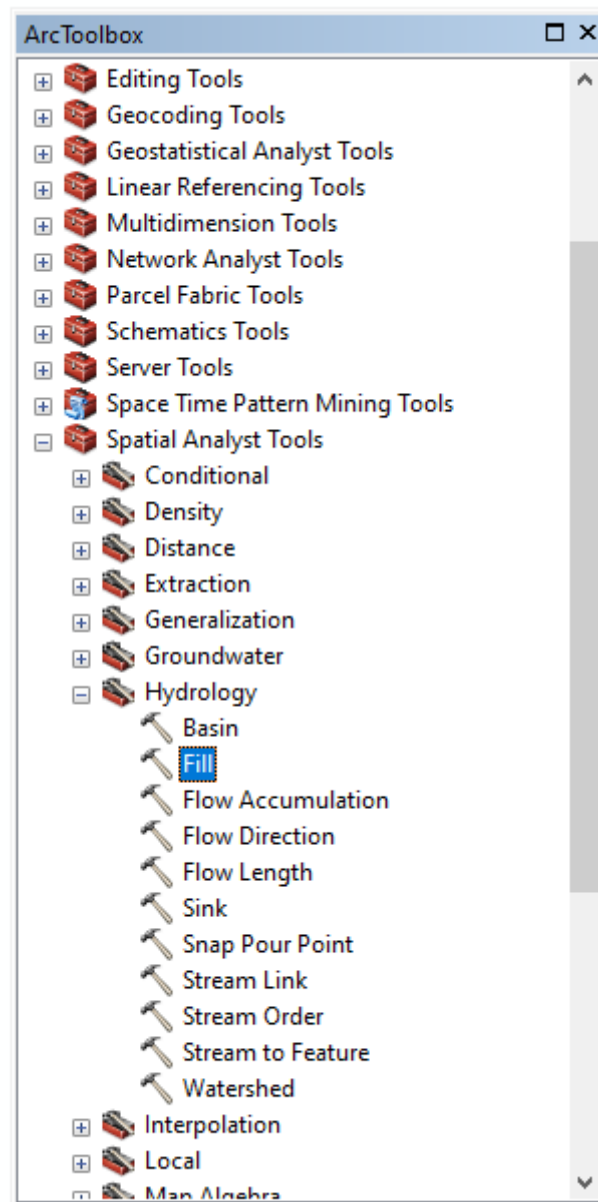 ArcToolbox
Editing Tools
Geocoding Tools
Geostatistical Analyst Tools
Linear Referencing Tools
Multidimension Tools
Network Analyst Tools
Parcel Fabric Tools
Schematics Tools
Server Tools
Space Time Pattern Mining Tools
Spatial Analyst Tools
Conditional
Density
Distance
Extraction
Generalization
Groundwater
Hydrology
Basin
Fill
Flow Accumulation
Flow Direction
Flow Length
Sink
Snap Pour Point
Stream Link
Stream Order
Stream to Feature
Watershed
Interpolation
Local
Map Algebra